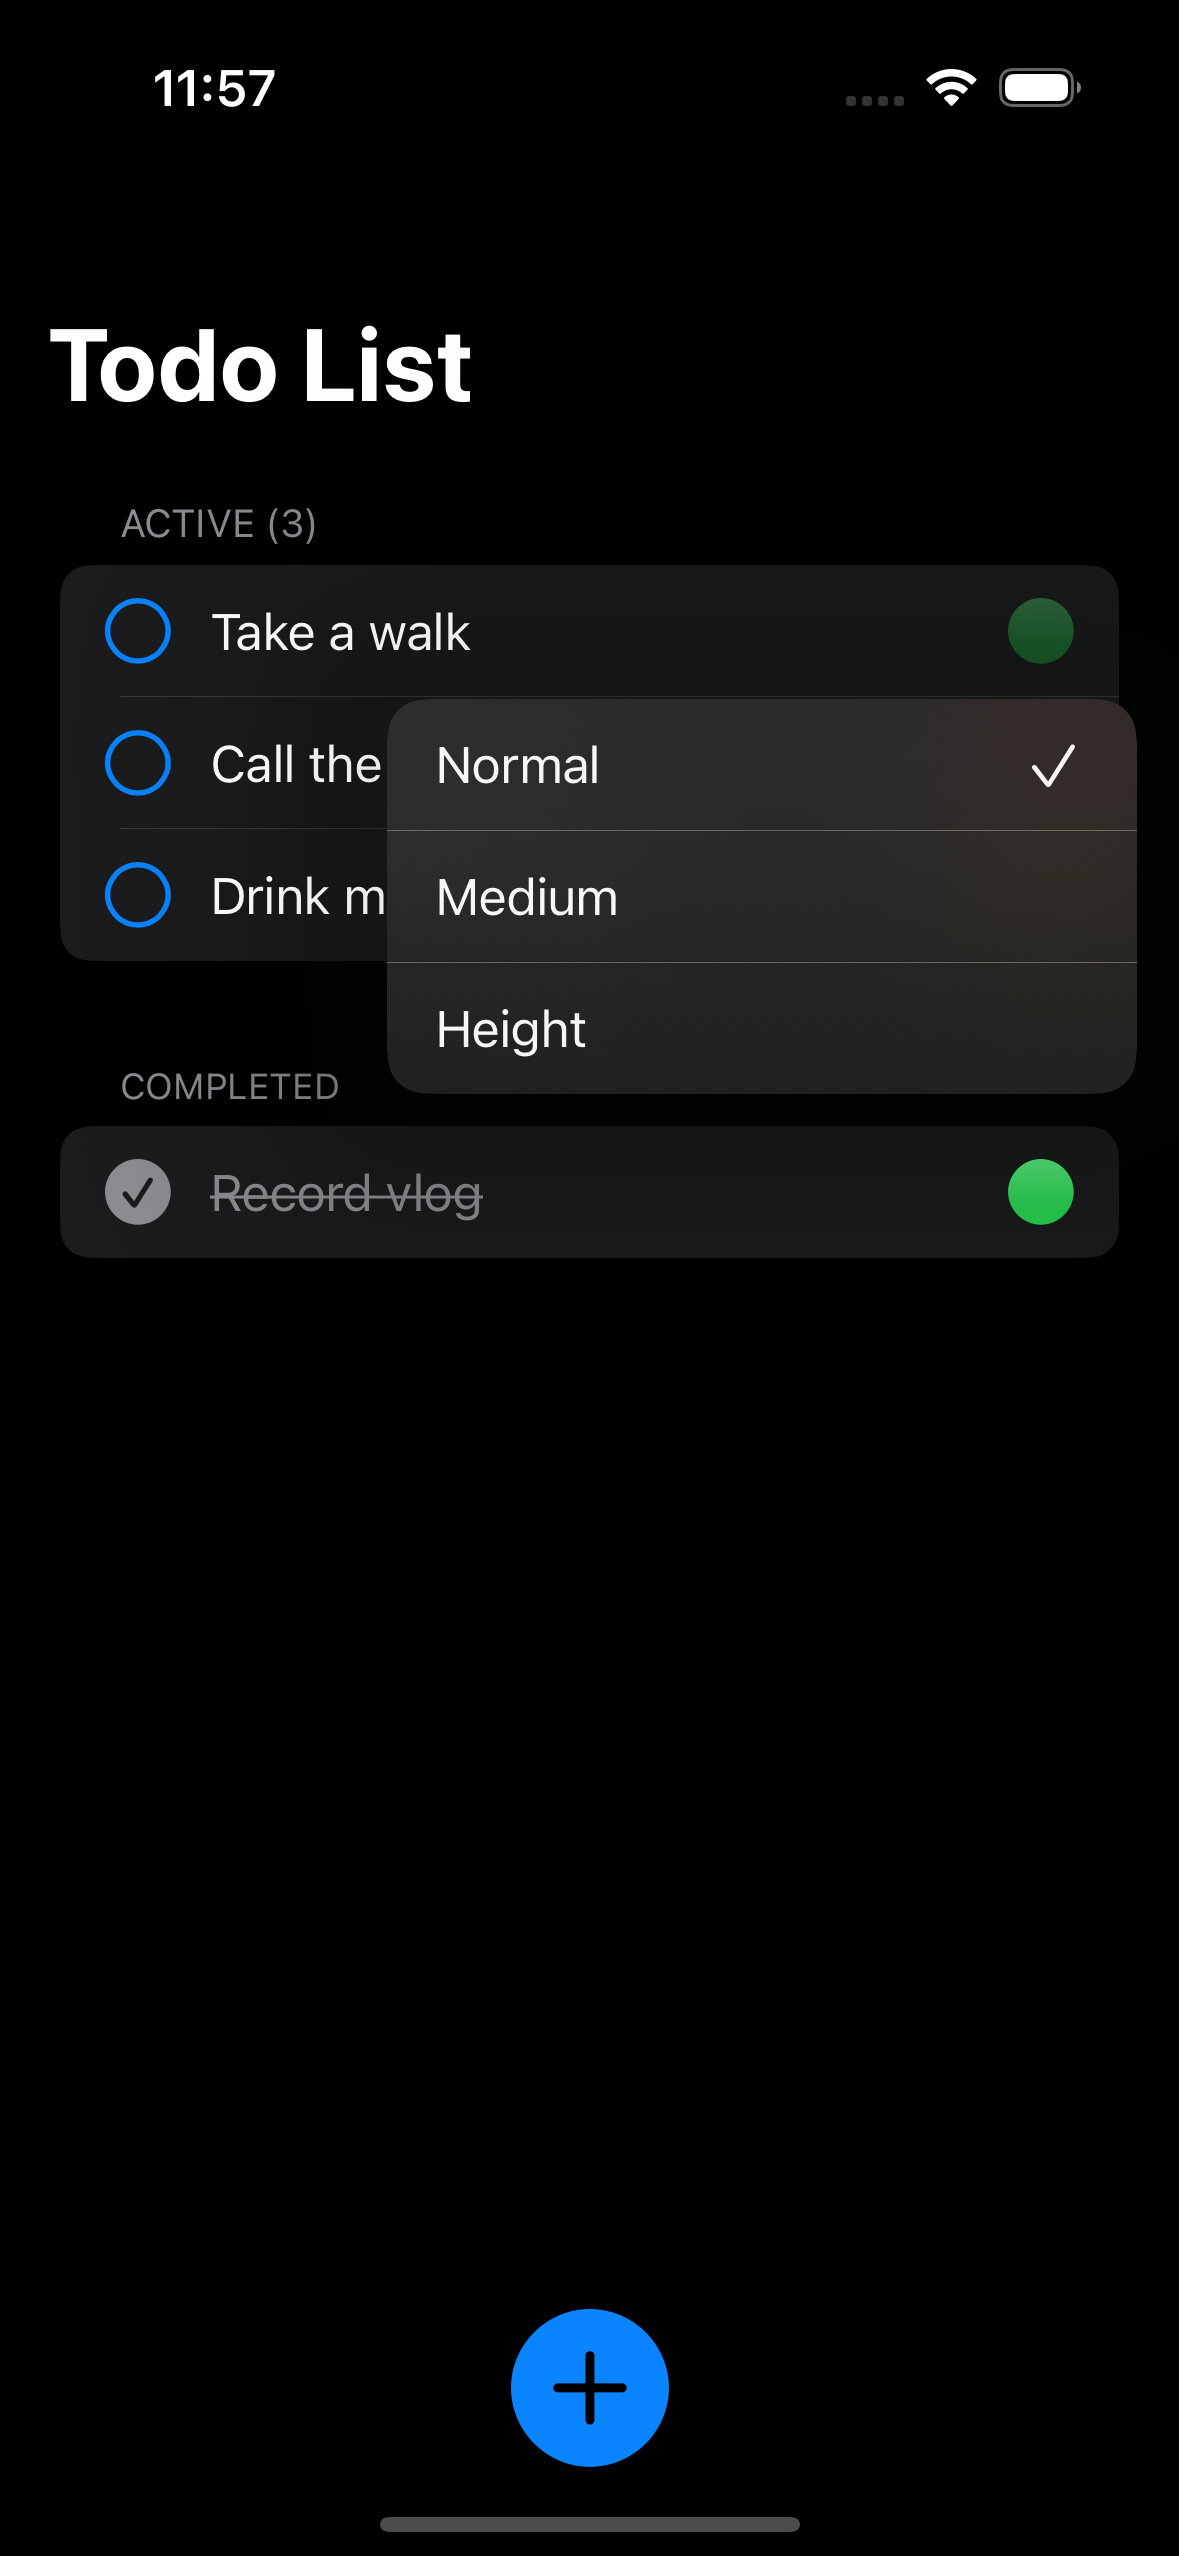 11:57
Todo List
ACTIVE (3)
Take a walk
Call the
Normal
Medium
Drink m
Height
COMPLETED
Record vlog